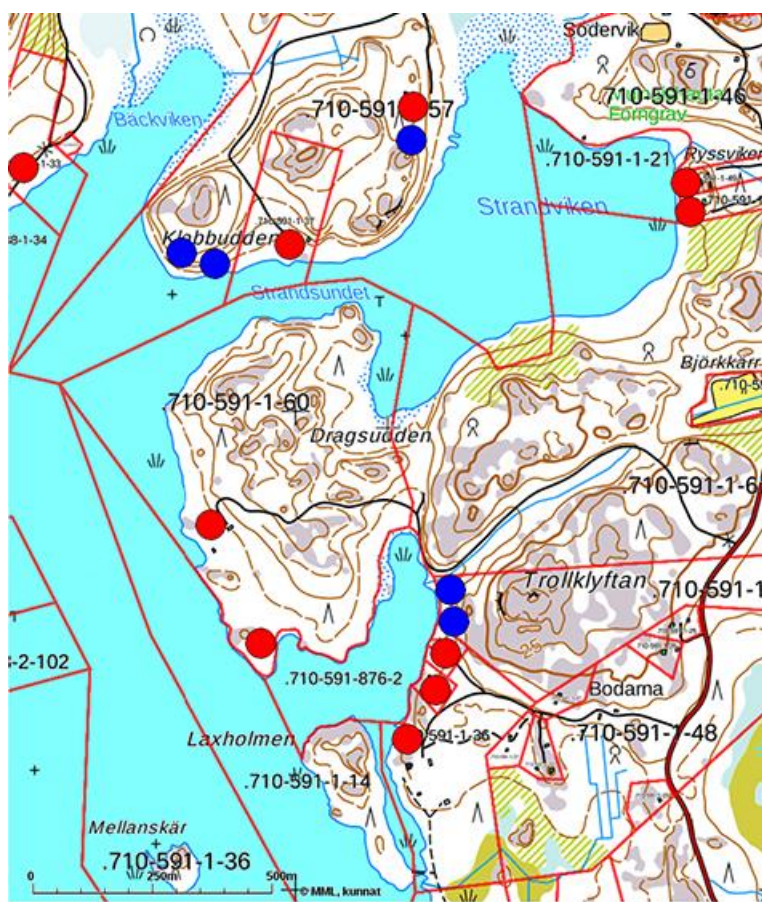 Södervik
6
.710-591-1-46
Forngrav
.710-591
57
Bäckviken
.710-591-1-21
Ryssviken
1-33
Strandviken
8-1-34
Klobbudden
Strandsundet
Björkkärr
.710-591-1-60
Dragsudden
.710-591-1-6
Trollklyftan
.710-591-1
25
-2-102
.710-591-876-2
Bodarna
Laxholmen
591-1-36
.710-591-1-48
.710-591-1-14
Mellanskär
.710-591-1-36
0
250m
500m
© MML, kunnat